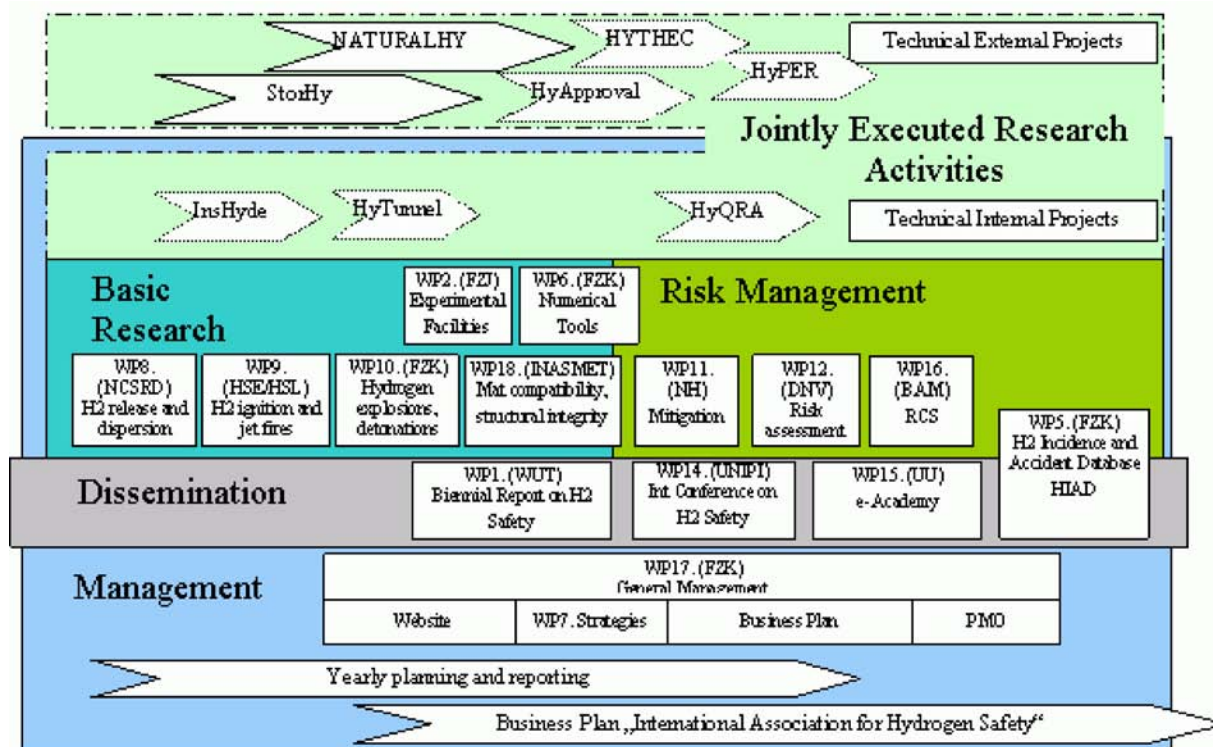 NATURALHY
HYTHEC
Technical External Projects
HyPER
StorHy
HyApproval
Jointly Executed Research
Activities
InsHyde
HyTunnel
HyQRA
Technical Internal Projects
Basic
Research
WP2.(FZJ)
Experimental
Facilities
WP6.(FZK)
Numerical
Tools
Risk Management
WP8.
(NCSRD)
H2 release and
dispersion
WP9.
(HSE/HSL)
H2 ignition and
jet fires
WP10.(FZK)
Hydrogen
explosions,
detonations
WP18.(INASMET)
Mat. compatibility,
structural integrity
WP11.
(NH)
Mitigation
WP12.
(DNV)
Risk
assessment
WP16.
(BAM)
RCS
WP5.(FZK)
H2 Incidence and
Accident Database
HIAD
Dissemination
WP1.(WUT)
Biennial Report on H2
Safety
WP14.(UNIPI)
Int. Conference on
H2 Safety
WP15.(UU)
e-Academy
Management
WP17.(FZK)
General Management
Website
WP7. Strategies
Business Plan
PMO
Yearly planning and reporting
Business Plan „International Association for Hydrogen Safety“